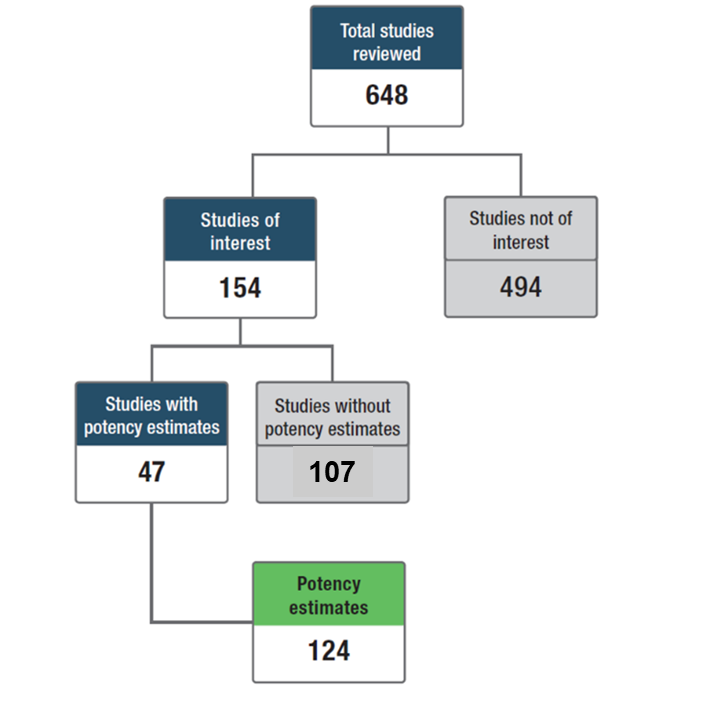 Total studies
reviewed
648
Studies of
interest
154
Studies not of
interest
494
Studies with
potency estimates
47
Studies without
potency estimates
107
Potency
estimates
124